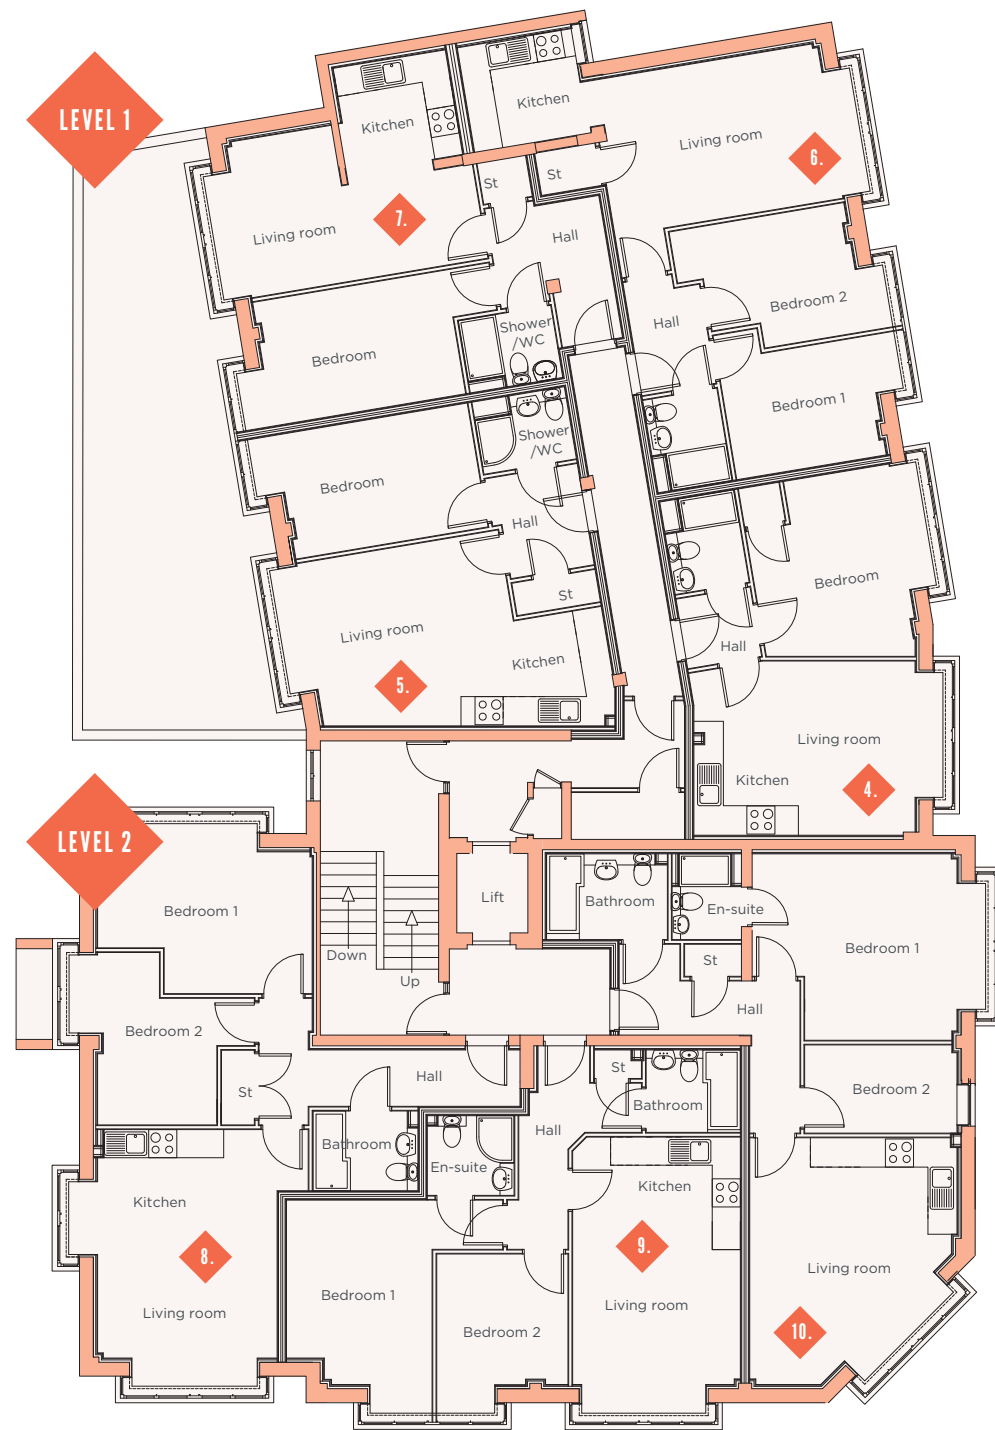 LEVEL 1
Kitchen
Living room
7.
St
Hall
Bedroom
Shower
/WC
Kitchen
Living room
6.
St
Hall
Bedroom 2
Bedroom 1
Bedroom
Shower
/WC
Hall
St
Living room
Kitchen
5.
Bedroom
Hall
Living room
Kitchen
4.
LEVEL 2
Lift
Down
Up
Bedroom 1
Bedroom 2
St
Hall
Bathroom
Kitchen
8.
Living room
En-suite
Bedroom 1
Bedroom 2
Hall
St
Bathroom
Kitchen
9.
Living room
Bathroom
En-suite
St
Hall
Bedroom 1
Bedroom 2
Living room
10.